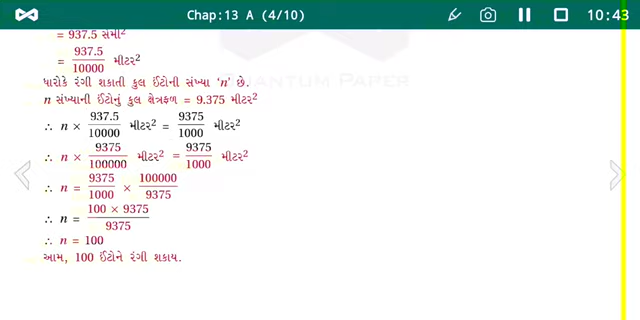 Chap:13 A (4/10)
10:43
= 937.5 સેમી²
= 937.5/10000 મીટર²
ધારોકે રંગી શકાતી કુલ ઈંટોની સંખ્યા ‘n’ છે.
n સંખ્યાની ઈંટોનું કુલ ક્ષેત્રફળ = 9.375 મીટર²
∴ n × 937.5/10000 મીટર² = 9375/1000 મીટર²
∴ n × 9375/100000 મીટર² = 9375/1000 મીટર²
∴ n = 9375/1000 × 100000/9375
∴ n = 100 × 9375/9375
∴ n = 100
આમ, 100 ઈંટોને રંગી શકાય.
QUANTUM PAPER